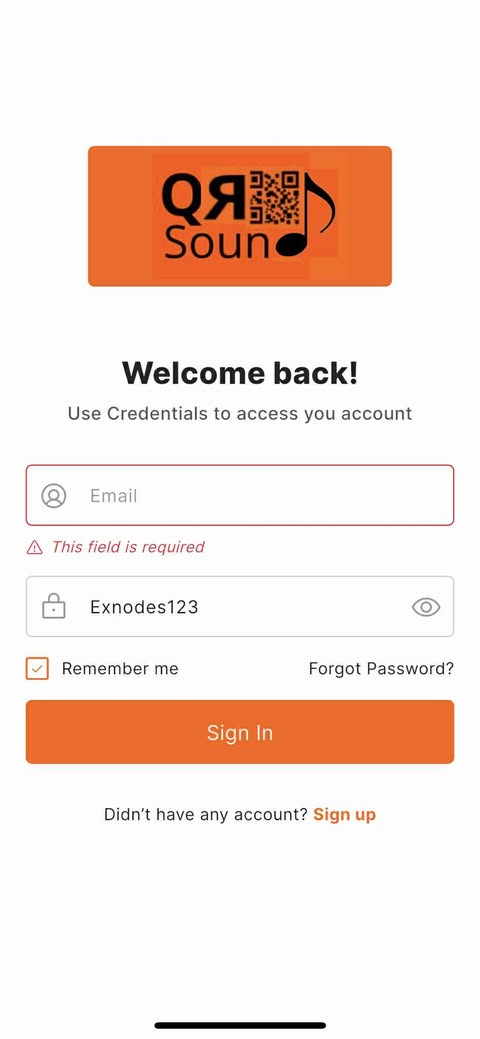 QR
Sound
Welcome back!
Use Credentials to access you account
Email
This field is required
Exnodes123
Remember me
Forgot Password?
Sign In
Didn’t have any account? Sign up